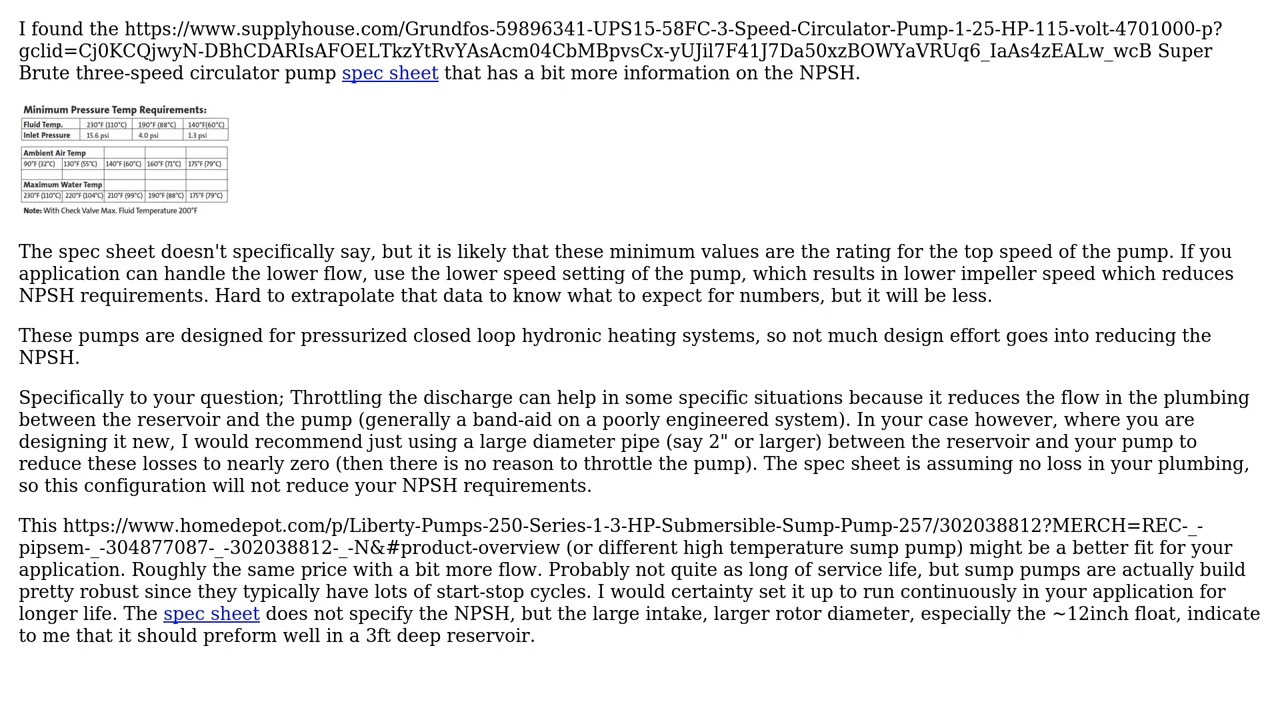 I found the https://www.supplyhouse.com/Grundfos-59896341-UPS15-58FC-3-Speed-Circulator-Pump-1-25-HP-115-volt-4701000-p?
gclid=Cj0KCQjwyN-DBhCDARIsAFOELTkzYtRvYAsAcm04CbMBpvsCx-yUJil7F41J7Da50xzBOWYaVRUq6_IaAs4zEALw_wcB Super
Brute three-speed circulator pump spec sheet that has a bit more information on the NPSH.
Minimum Pressure Temp Requirements:
Fluid Temp. 230°F (110°C) 190°F (88°C) 140°F(60°C)
Inlet Pressure 15.6 psi 4.0 psi 1.3 psi
Ambient Air Temp
90°F (32°C) 130°F (55°C) 140°F (60°C) 160°F (71°C) 175°F (79°C)
Maximum Water Temp
230°F (110°C) 220°F (104°C) 210°F (99°C) 190°F (88°C) 175°F (79°C)
Note: With Check Valve Max. Fluid Temperature 200°F
The spec sheet doesn't specifically say, but it is likely that these minimum values are the rating for the top speed of the pump. If you
application can handle the lower flow, use the lower speed setting of the pump, which results in lower impeller speed which reduces
NPSH requirements. Hard to extrapolate that data to know what to expect for numbers, but it will be less.
These pumps are designed for pressurized closed loop hydronic heating systems, so not much design effort goes into reducing the
NPSH.
Specifically to your question; Throttling the discharge can help in some specific situations because it reduces the flow in the plumbing
between the reservoir and the pump (generally a band-aid on a poorly engineered system). In your case however, where you are
designing it new, I would recommend just using a large diameter pipe (say 2" or larger) between the reservoir and your pump to
reduce these losses to nearly zero (then there is no reason to throttle the pump). The spec sheet is assuming no loss in your plumbing,
so this configuration will not reduce your NPSH requirements.
This https://www.homedepot.com/p/Liberty-Pumps-250-Series-1-3-HP-Submersible-Sump-Pump-257/302038812?MERCH=REC-_-
pipsem-_-304877087-_-302038812-_-N&#product-overview (or different high temperature sump pump) might be a better fit for your
application. Roughly the same price with a bit more flow. Probably not quite as long of service life, but sump pumps are actually build
pretty robust since they typically have lots of start-stop cycles. I would certainty set it up to run continuously in your application for
longer life. The spec sheet does not specify the NPSH, but the large intake, larger rotor diameter, especially the ~12inch float, indicate
to me that it should preform well in a 3ft deep reservoir.